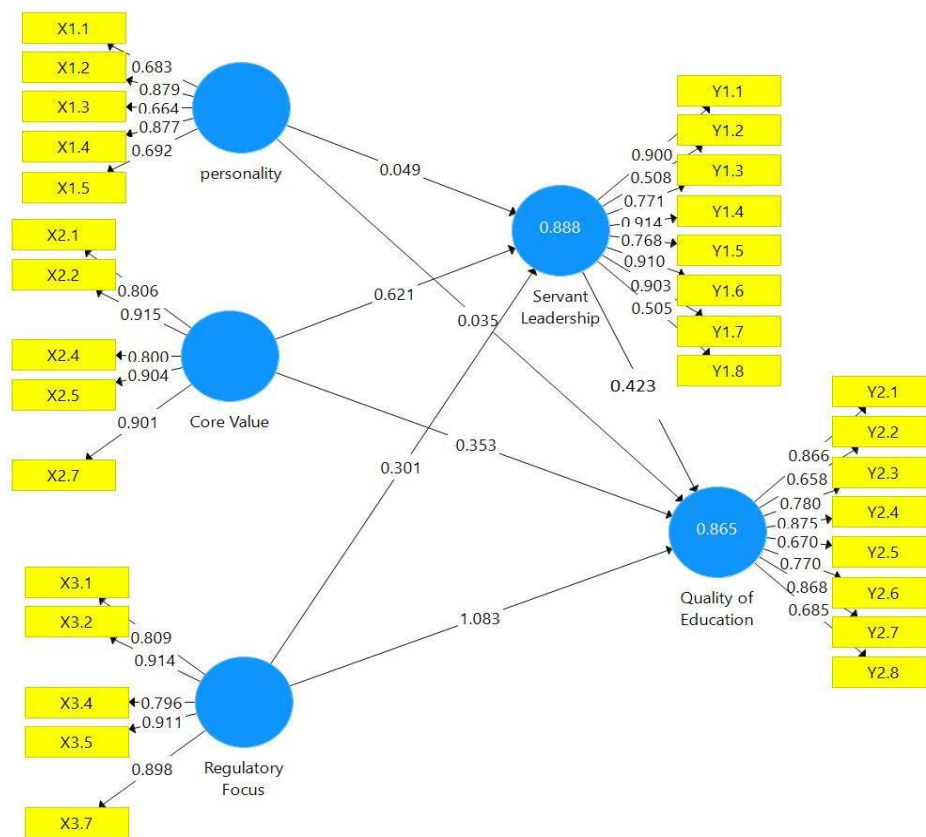 X1.1
X1.2
X1.3
X1.4
X1.5
0.683
0.879
0.664
0.877
0.692
personality
X2.1
X2.2
X2.4
X2.5
X2.7
0.806
0.915
0.800
0.904
0.901
Core Value
X3.1
X3.2
X3.4
X3.5
X3.7
0.809
0.914
0.796
0.911
0.898
Regulatory
Focus
0.049
0.621
0.035
0.301
0.353
0.423
1.083
0.888
Servant
Leadership
0.900
0.508
0.771
0.914
0.768
0.910
0.903
0.505
Y1.1
Y1.2
Y1.3
Y1.4
Y1.5
Y1.6
Y1.7
Y1.8
0.865
Quality of
Education
0.866
0.658
0.780
0.875
0.670
0.770
0.868
0.685
Y2.1
Y2.2
Y2.3
Y2.4
Y2.5
Y2.6
Y2.7
Y2.8